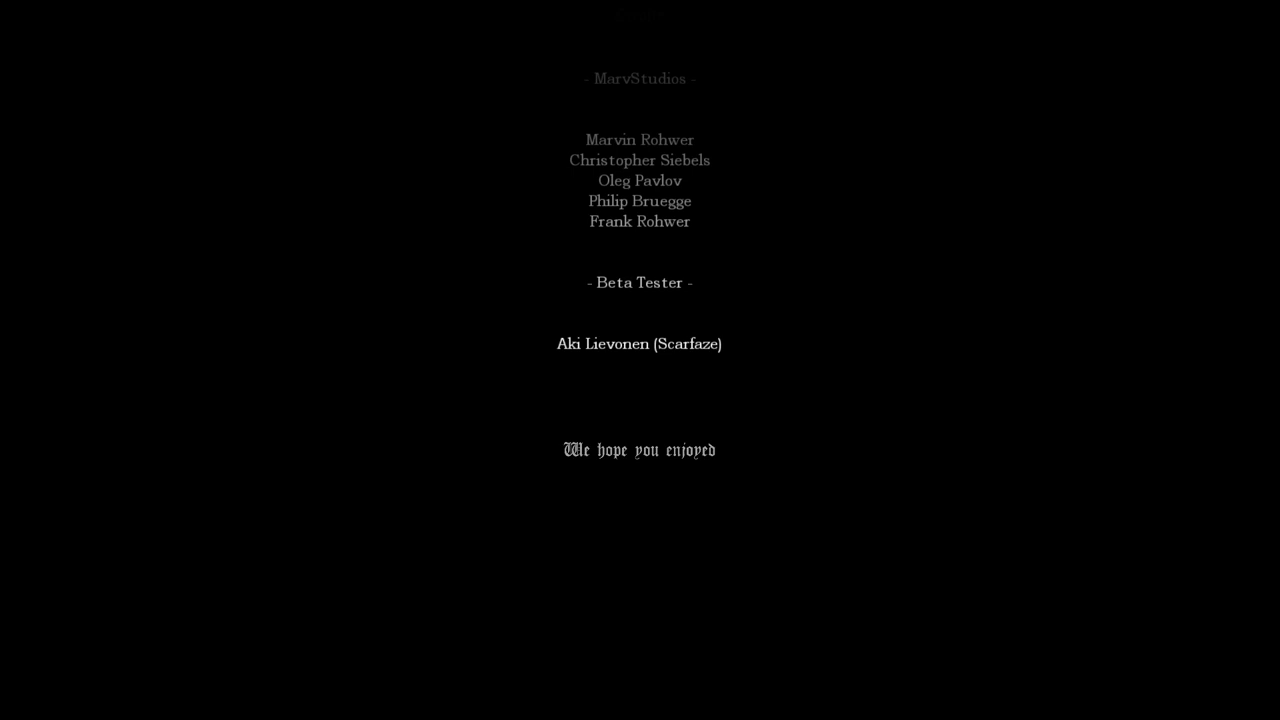 - MarvStudios -
Marvin Rohwer
Christopher Siebels
Oleg Pavlov
Philip Bruegge
Frank Rohwer
- Beta Tester -
Aki Lievonen (Scarfaze)
We hope you enjoyed